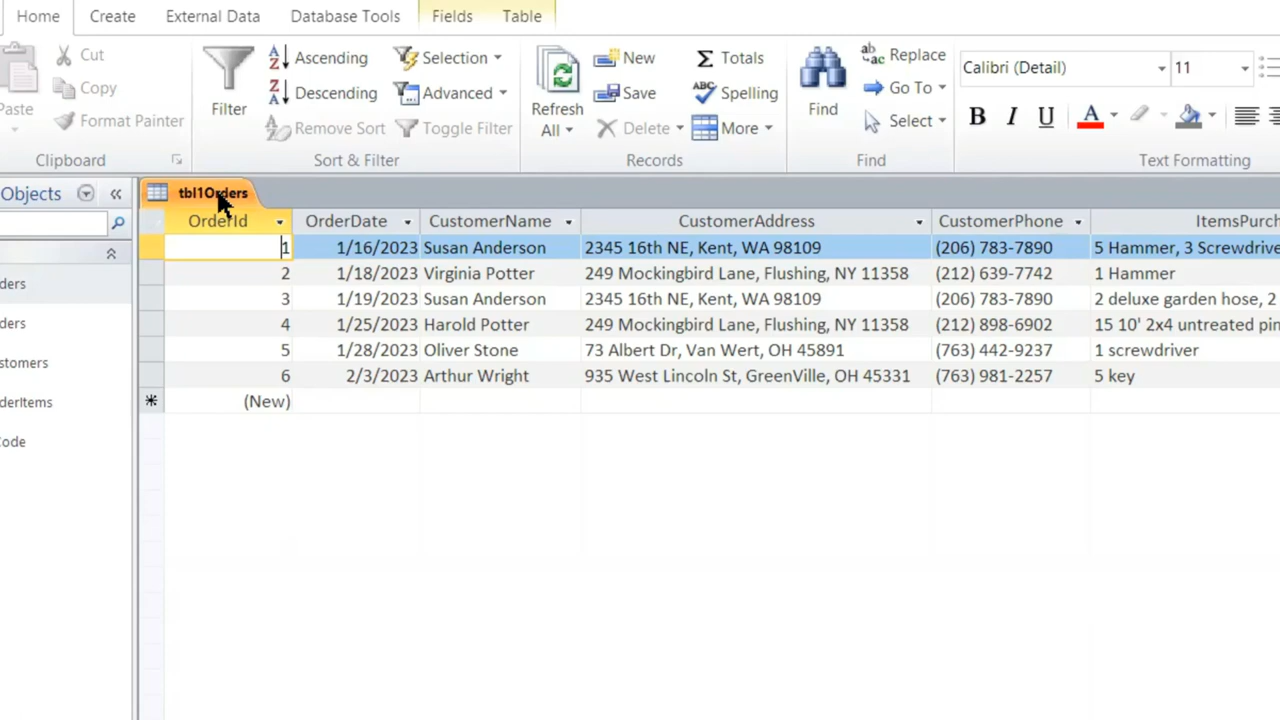 Home Create External Data Database Tools Fields Table
Cut
Copy
Paste
Format Painter
Clipboard
Filter
Ascending
Descending
Remove Sort
Selection
Advanced
Toggle Filter
Sort & Filter
Refresh
All
New
Save
Delete
Totals
Spelling
More
Records
Find
Replace
Go To
Select
Find
Calibri (Detail) 11
B I U A
Text Formatting
Objects
tbl1Orders
OrderId OrderDate CustomerName CustomerAddress CustomerPhone ItemsPurch
1 1/16/2023 Susan Anderson 2345 16th NE, Kent, WA 98109 (206) 783-7890 5 Hammer, 3 Screwdrive
2 1/18/2023 Virginia Potter 249 Mockingbird Lane, Flushing, NY 11358 (212) 639-7742 1 Hammer
3 1/19/2023 Susan Anderson 2345 16th NE, Kent, WA 98109 (206) 783-7890 2 deluxe garden hose, 2
4 1/25/2023 Harold Potter 249 Mockingbird Lane, Flushing, NY 11358 (212) 898-6902 15 10' 2x4 untreated pin
5 1/28/2023 Oliver Stone 73 Albert Dr, Van Wert, OH 45891 (763) 442-9237 1 screwdriver
6 2/3/2023 Arthur Wright 935 West Lincoln St, GreenVille, OH 45331 (763) 981-2257 5 key
(New)
ders
ders
stomers
derItems
Code